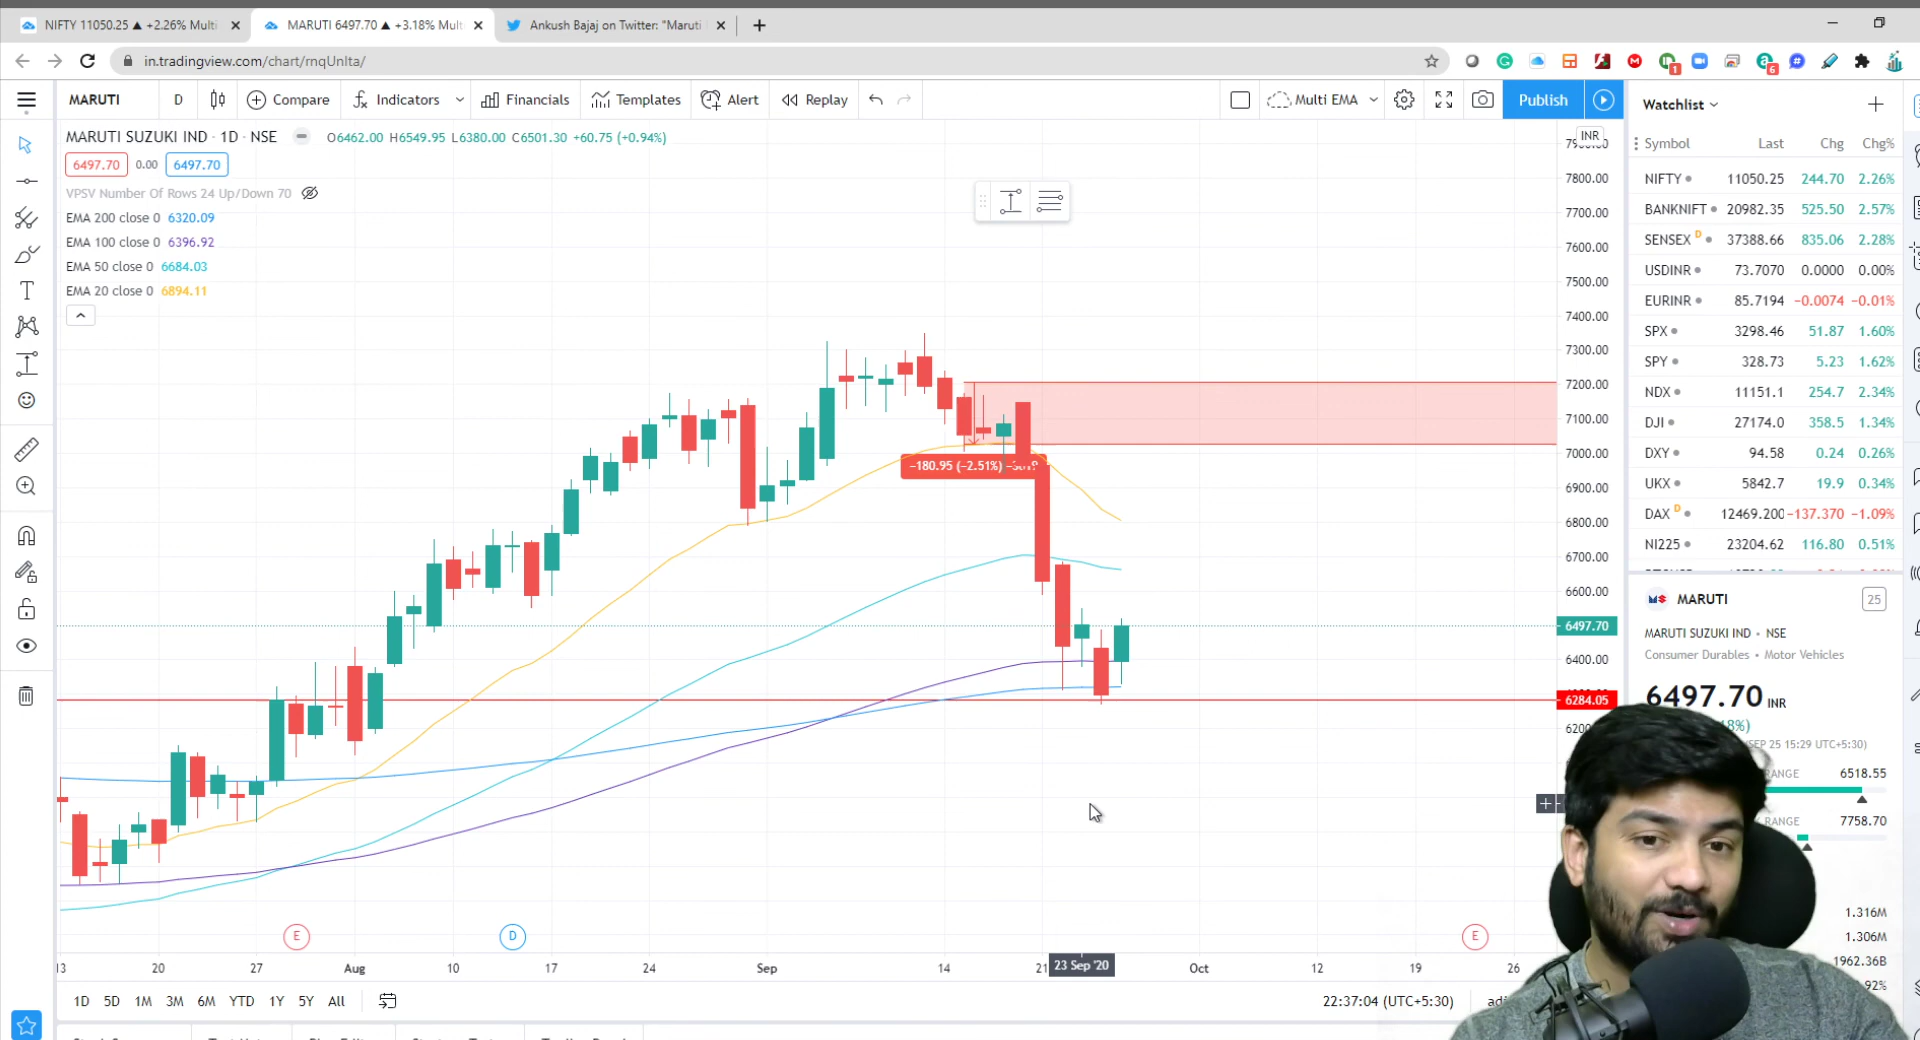 NIFTY 11050.25 ▲ +2.26% Multi
MARUTI 6497.70 ▲ +3.18% Mult
Ankush Bajaj on Twitter: "Maruti
in.tradingview.com/chart/rnqUnIta/
MARUTI D Compare Indicators Financials Templates Alert Replay Multi EMA Publish
MARUTI SUZUKI IND · 1D · NSE O6462.00 H6549.95 L6380.00 C6501.30 +60.75 (+0.94%)
6497.70 0.00 6497.70
VPSV Number Of Rows 24 Up/Down 70
EMA 200 close 0 6320.09
EMA 100 close 0 6396.92
EMA 50 close 0 6684.03
EMA 20 close 0 6894.11
INR
7800.00
7700.00
7600.00
7500.00
7400.00
7300.00
7200.00
7100.00
7000.00
6900.00
6800.00
6700.00
6600.00
6497.70
6400.00
6284.05
−180.95 (−2.51%)
E D E
13 20 27 Aug 10 17 24 Sep 14 21 23 Sep '20 Oct 12 19 26
1D 5D 1M 3M 6M YTD 1Y 5Y All
22:37:04 (UTC+5:30)
Watchlist
Symbol Last Chg Chg%
NIFTY 11050.25 244.70 2.26%
BANKNIFT 20982.35 525.50 2.57%
SENSEX D 37388.66 835.06 2.28%
USDINR 73.7070 0.0000 0.00%
EURINR 85.7194 −0.0074 −0.01%
SPX 3298.46 51.87 1.60%
SPY 328.73 5.23 1.62%
NDX 11151.1 254.7 2.34%
DJI 27174.0 358.5 1.34%
DXY 94.58 0.24 0.26%
UKX 5842.7 19.9 0.34%
DAX D 12469.200 −137.370 −1.09%
NI225 23204.62 116.80 0.51%
MARUTI 25
MARUTI SUZUKI IND • NSE
Consumer Durables • Motor Vehicles
6497.70 INR
SEP 25 15:29 UTC+5:30)
RANGE 6518.55
RANGE 7758.70
1.316M
1.306M
1962.36B